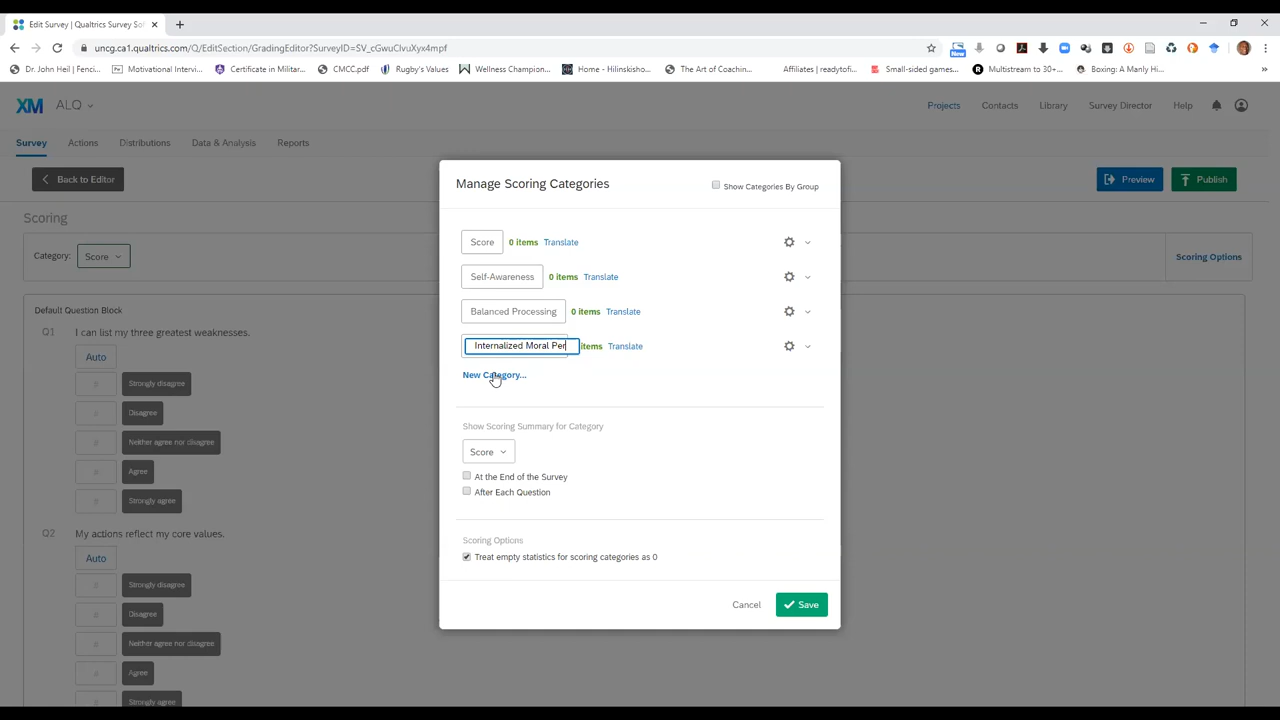 Edit Survey | Qualtrics Survey Sof
uncg.ca1.qualtrics.com/Q/EditSection/GradingEditor?SurveyID=SV_cGwuClvuXyx4mpf
New
Dr. John Heil | Fenci... Motivational Intervi... Certificate in Militar... CMCC.pdf Rugby's Values Wellness Champion... Home - Hilinskisho... The Art of Coachin... Affiliates | readytofi... Small-sided games... Multistream to 30+... Boxing: A Manly Hi...
XM ALQ Projects Contacts Library Survey Director Help
Survey Actions Distributions Data & Analysis Reports
Back to Editor Preview Publish
Scoring
Category: Score Scoring Options
Default Question Block
Q1 I can list my three greatest weaknesses.
Auto
Strongly disagree
Disagree
Neither agree nor disagree
Agree
Strongly agree
Q2 My actions reflect my core values.
Auto
Strongly disagree
Disagree
Neither agree nor disagree
Agree
Strongly agree
Manage Scoring Categories Show Categories By Group
Score 0 items Translate
Self-Awareness 0 items Translate
Balanced Processing 0 items Translate
Internalized Moral Per items Translate
New Category...
Show Scoring Summary for Category
Score
At the End of the Survey
After Each Question
Scoring Options
Treat empty statistics for scoring categories as 0
Cancel Save